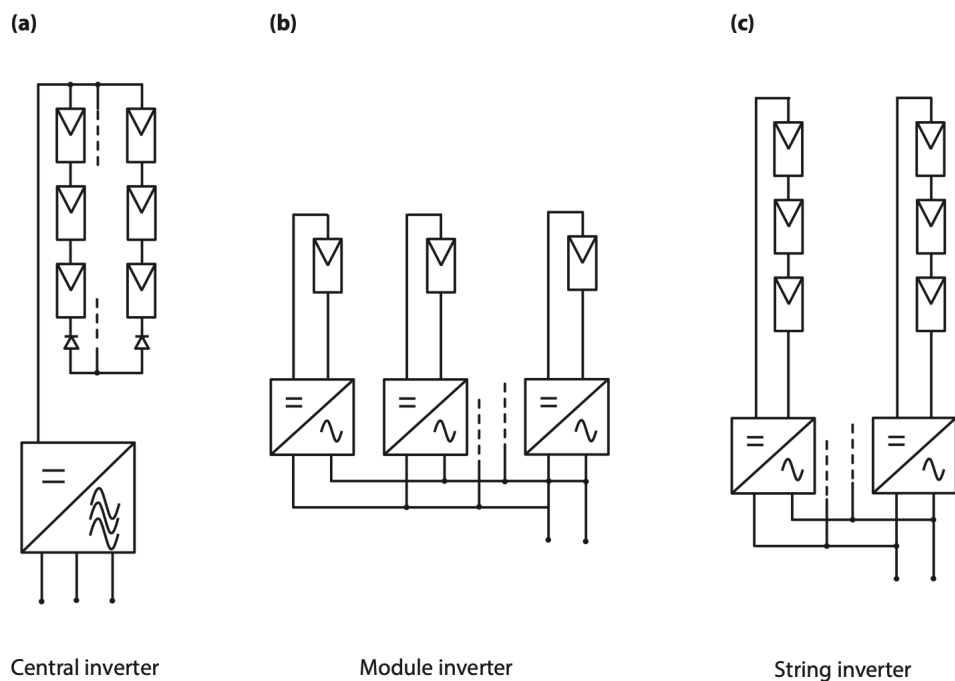 (a)
(b)
(c)
Central inverter
Module inverter
String inverter